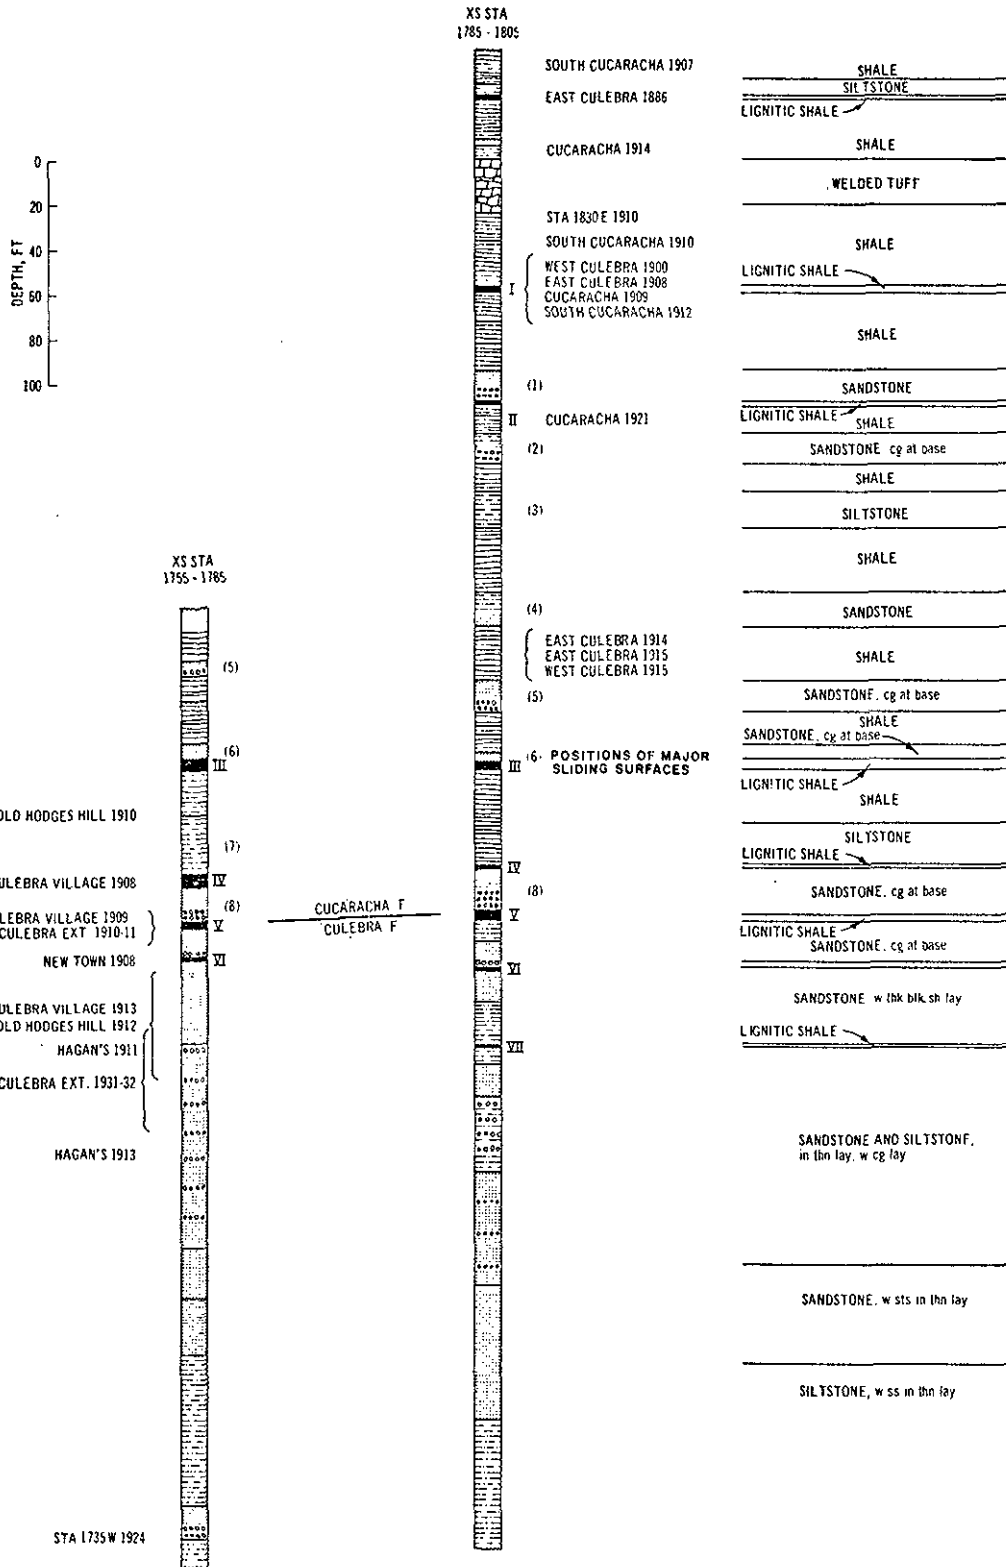 XS STA
1785 - 1805
SOUTH CUCARACHA 1907
EAST CULEBRA 1886
CUCARACHA 1914
STA 1830 E 1910
SOUTH CUCARACHA 1910
WEST CULEBRA 1900
I
EAST CULEBRA 1908
CUCARACHA 1909
SOUTH CUCARACHA 1912
(1)
II
CUCARACHA 1921
(2)
(3)
(4)
EAST CULEBRA 1914
EAST CULEBRA 1315
WEST CULEBRA 1915
(5)
(6)
III
POSITIONS OF MAJOR
SLIDING SURFACES
IV
(8)
V
VI
VII
SHALE
SILTSTONE
LIGNITIC SHALE
SHALE
WELDED TUFF
SHALE
LIGNITIC SHALE
SHALE
SANDSTONE
LIGNITIC SHALE
SHALE
SANDSTONE cg at base
SHALE
SILTSTONE
SHALE
SANDSTONE
SHALE
SANDSTONE, cg at base
SHALE
SANDSTONE, cg at base
LIGNITIC SHALE
SHALE
SILTSTONE
LIGNITIC SHALE
SANDSTONE, cg at base
LIGNITIC SHALE
SANDSTONE, cg at base
SANDSTONE w thk blk sh lay
LIGNITIC SHALE
SANDSTONE AND SILTSTONE,
in thn lay, w cg lay
SANDSTONE, w sts in thn lay
SILTSTONE, w ss in thn lay
DEPTH, FT
0
20
40
60
80
100
XS STA
1755 - 1785
(5)
(6)
III
OLD HODGES HILL 1910
(7)
ULEBRA VILLAGE 1908
IV
(8)
LEBRA VILLAGE 1909
CULEBRA EXT. 1910-11
V
NEW TOWN 1908
VI
ULEBRA VILLAGE 1913
OLD HODGES HILL 1912
HAGAN'S 1911
CULEBRA EXT. 1931-32
HAGAN'S 1913
STA 1735 W 1924
CUCARACHA F
CULEBRA F